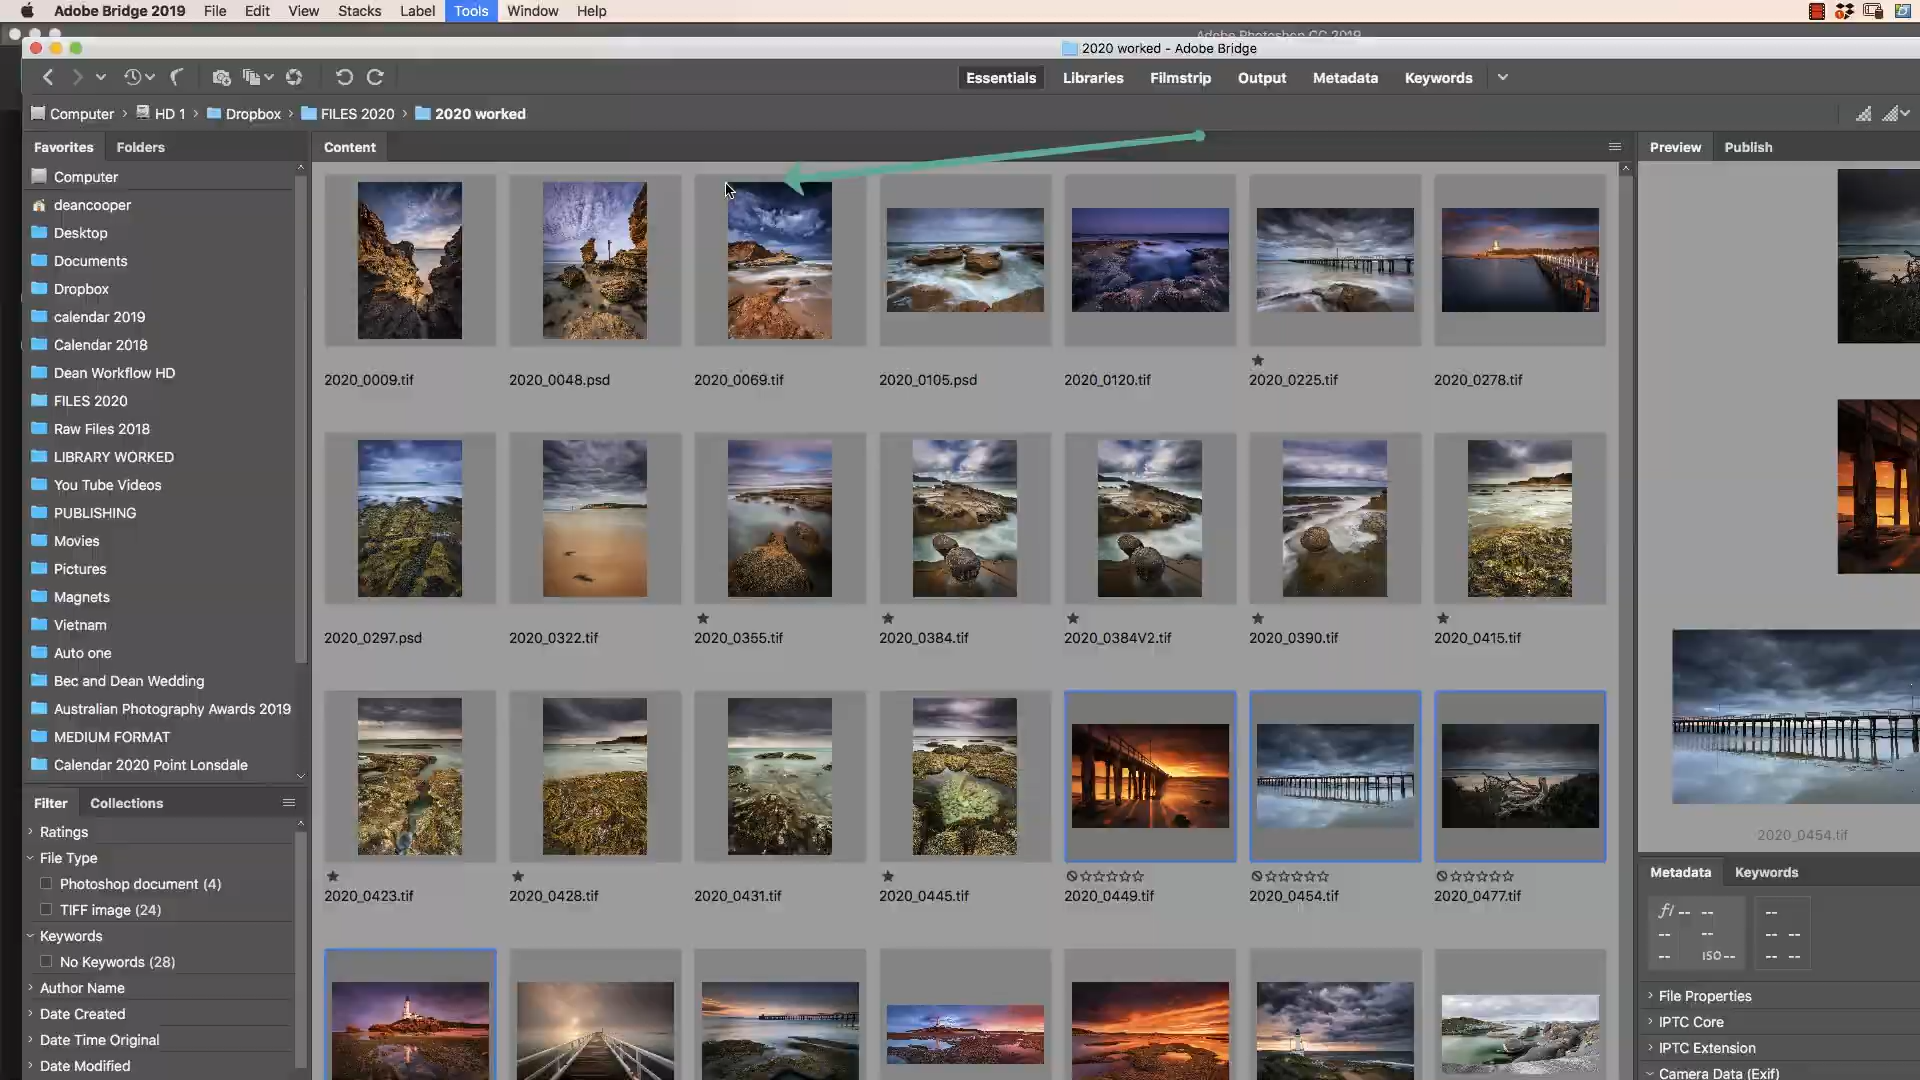 Adobe Bridge 2019 File Edit View Stacks Label Tools Window Help
Adobe Photoshop CC 2019
2020 worked - Adobe Bridge
Essentials Libraries Filmstrip Output Metadata Keywords
Computer › HD 1 › Dropbox › FILES 2020 › 2020 worked
Favorites Folders
Computer
deancooper
Desktop
Documents
Dropbox
calendar 2019
Calendar 2018
Dean Workflow HD
FILES 2020
Raw Files 2018
LIBRARY WORKED
You Tube Videos
PUBLISHING
Movies
Pictures
Magnets
Vietnam
Auto one
Bec and Dean Wedding
Australian Photography Awards 2019
MEDIUM FORMAT
Calendar 2020 Point Lonsdale
Filter Collections
Ratings
File Type
Photoshop document (4)
TIFF image (24)
Keywords
No Keywords (28)
Author Name
Date Created
Date Time Original
Date Modified
Content
2020_0009.tif 2020_0048.psd 2020_0069.tif 2020_0105.psd 2020_0120.tif 2020_0225.tif 2020_0278.tif
2020_0297.psd 2020_0322.tif 2020_0355.tif 2020_0384.tif 2020_0384V2.tif 2020_0390.tif 2020_0415.tif
2020_0423.tif 2020_0428.tif 2020_0431.tif 2020_0445.tif 2020_0449.tif 2020_0454.tif 2020_0477.tif
Preview Publish
2020_0454.tif
Metadata Keywords
f/ -- --
-- --
-- ISO --
--
-- --
-- --
File Properties
IPTC Core
IPTC Extension
Camera Data (Exif)